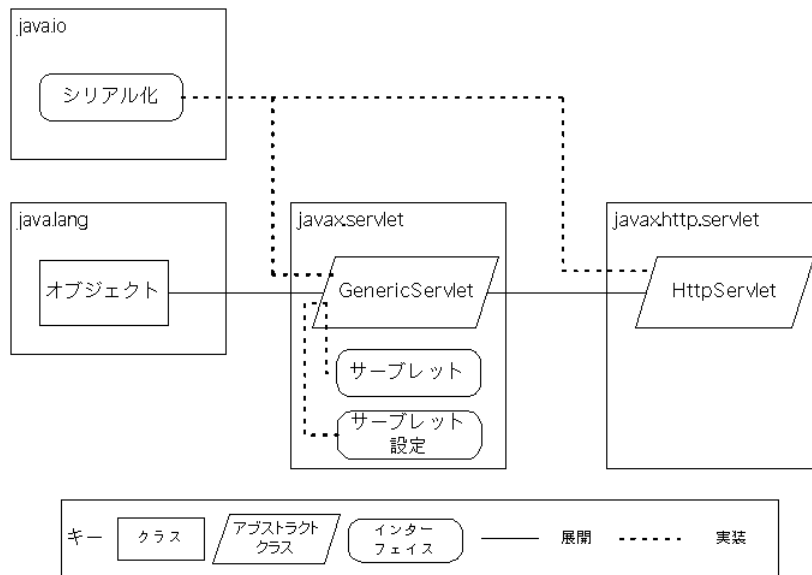 java.io
シリアル化
java.lang
オブジェクト
javax.servlet
GenericServlet
サーブレット
サーブレット
設定
javax.http.servlet
HttpServlet
キー
クラス
アブストラクト
クラス
インター
フェイス
展開
実装